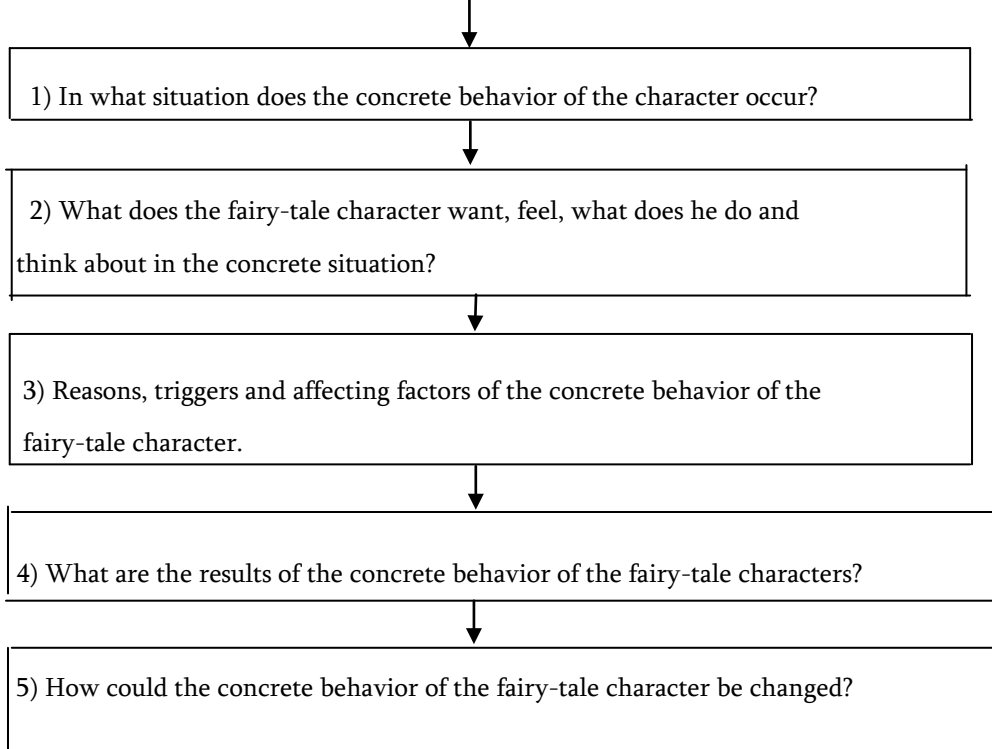 1) In what situation does the concrete behavior of the character occur?
2) What does the fairy-tale character want, feel, what does he do and
think about in the concrete situation?
3) Reasons, triggers and affecting factors of the concrete behavior of the
fairy-tale character.
4) What are the results of the concrete behavior of the fairy-tale characters?
5) How could the concrete behavior of the fairy-tale character be changed?